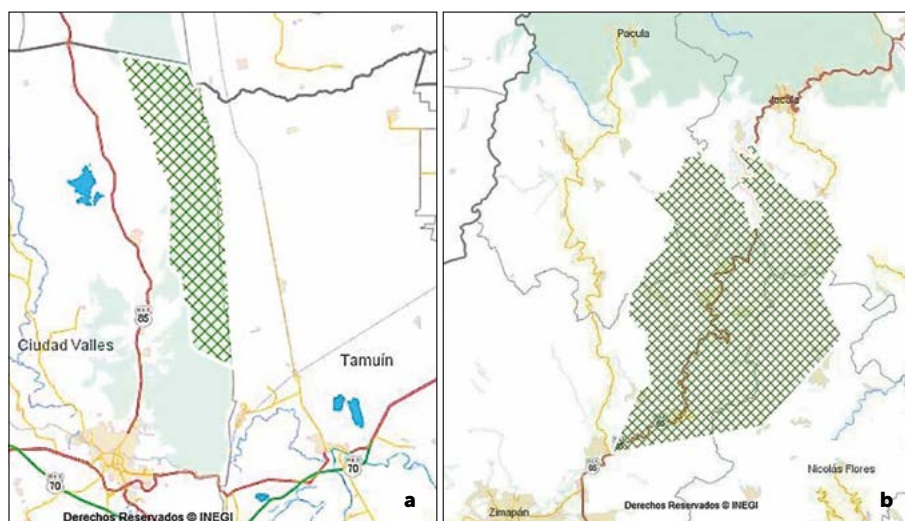 85
Ciudad Valles
Tamuín
70
70
Derechos Reservados © INEGI
a
Pacula
Jacala
85
Nicolás Flores
Zimapán
Derechos Reservados © INEGI
b